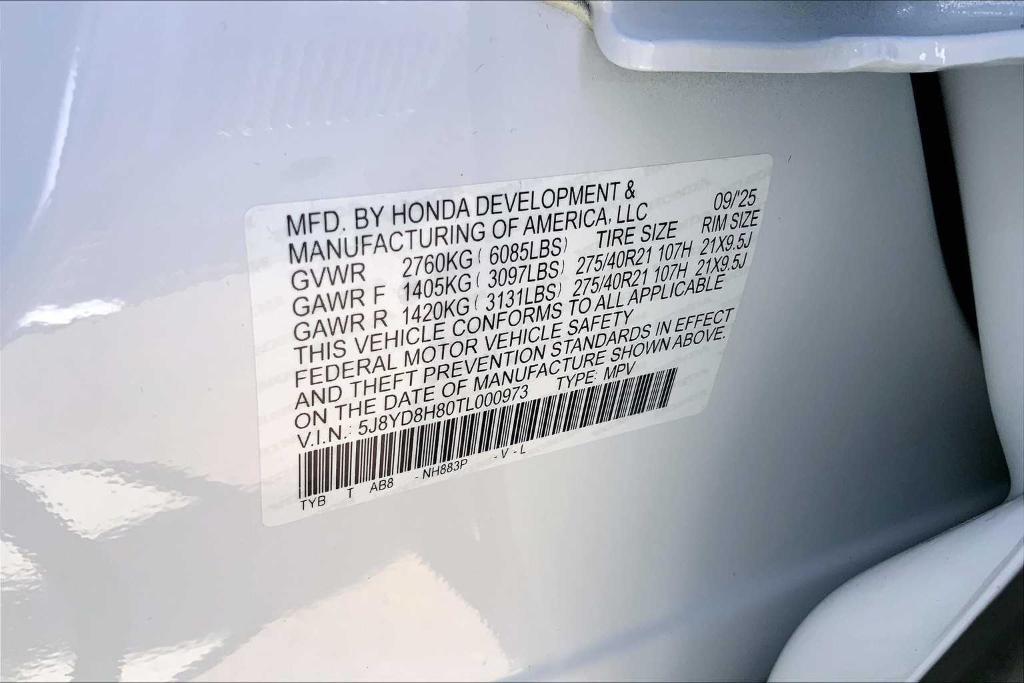 MFD. BY HONDA DEVELOPMENT & 09/'25
MANUFACTURING OF AMERICA, LLC
GVWR 2760KG ( 6085LBS) TIRE SIZE RIM SIZE
GAWR F 1405KG ( 3097LBS) 275/40R21 107H 21X9.5J
GAWR R 1420KG ( 3131LBS) 275/40R21 107H 21X9.5J
THIS VEHICLE CONFORMS TO ALL APPLICABLE
FEDERAL MOTOR VEHICLE SAFETY
AND THEFT PREVENTION STANDARDS IN EFFECT
ON THE DATE OF MANUFACTURE SHOWN ABOVE.
V.I.N.: 5J8YD8H80TL000973 TYPE: MPV
TYB T AB8 - NH883P - V - L